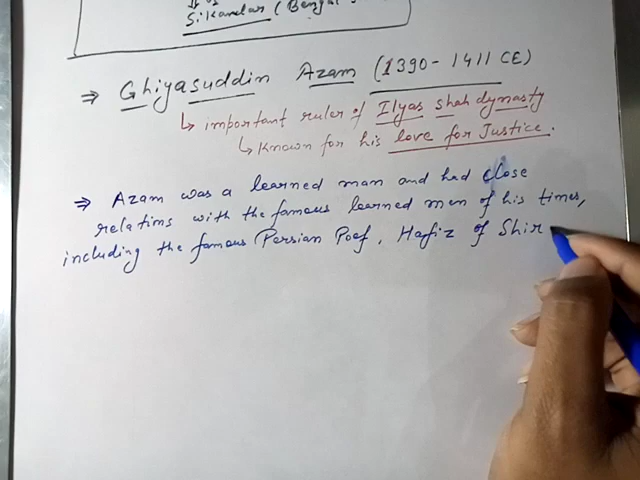 Sikandar (Bengal
⇒ Ghiyasuddin Azam (1390-1411 CE)
↳ important ruler of Ilyas shah dynasty
↳ Known for his love for Justice.
⇒ Azam was a learned man and had close
relations with the famous learned men of his times,
including the famous Persian Poet, Hafiz of Shir